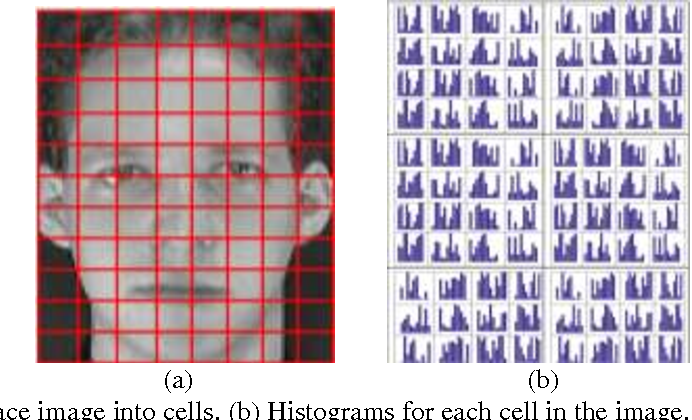 (a) (b)
ace image into cells. (b) Histograms for each cell in the image.